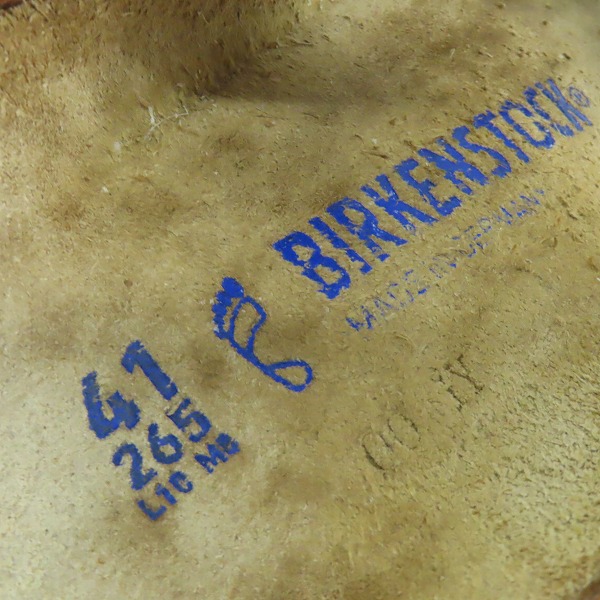 BIRKENSTOCK®
MADE IN GERMANY
41
265
L10 M8